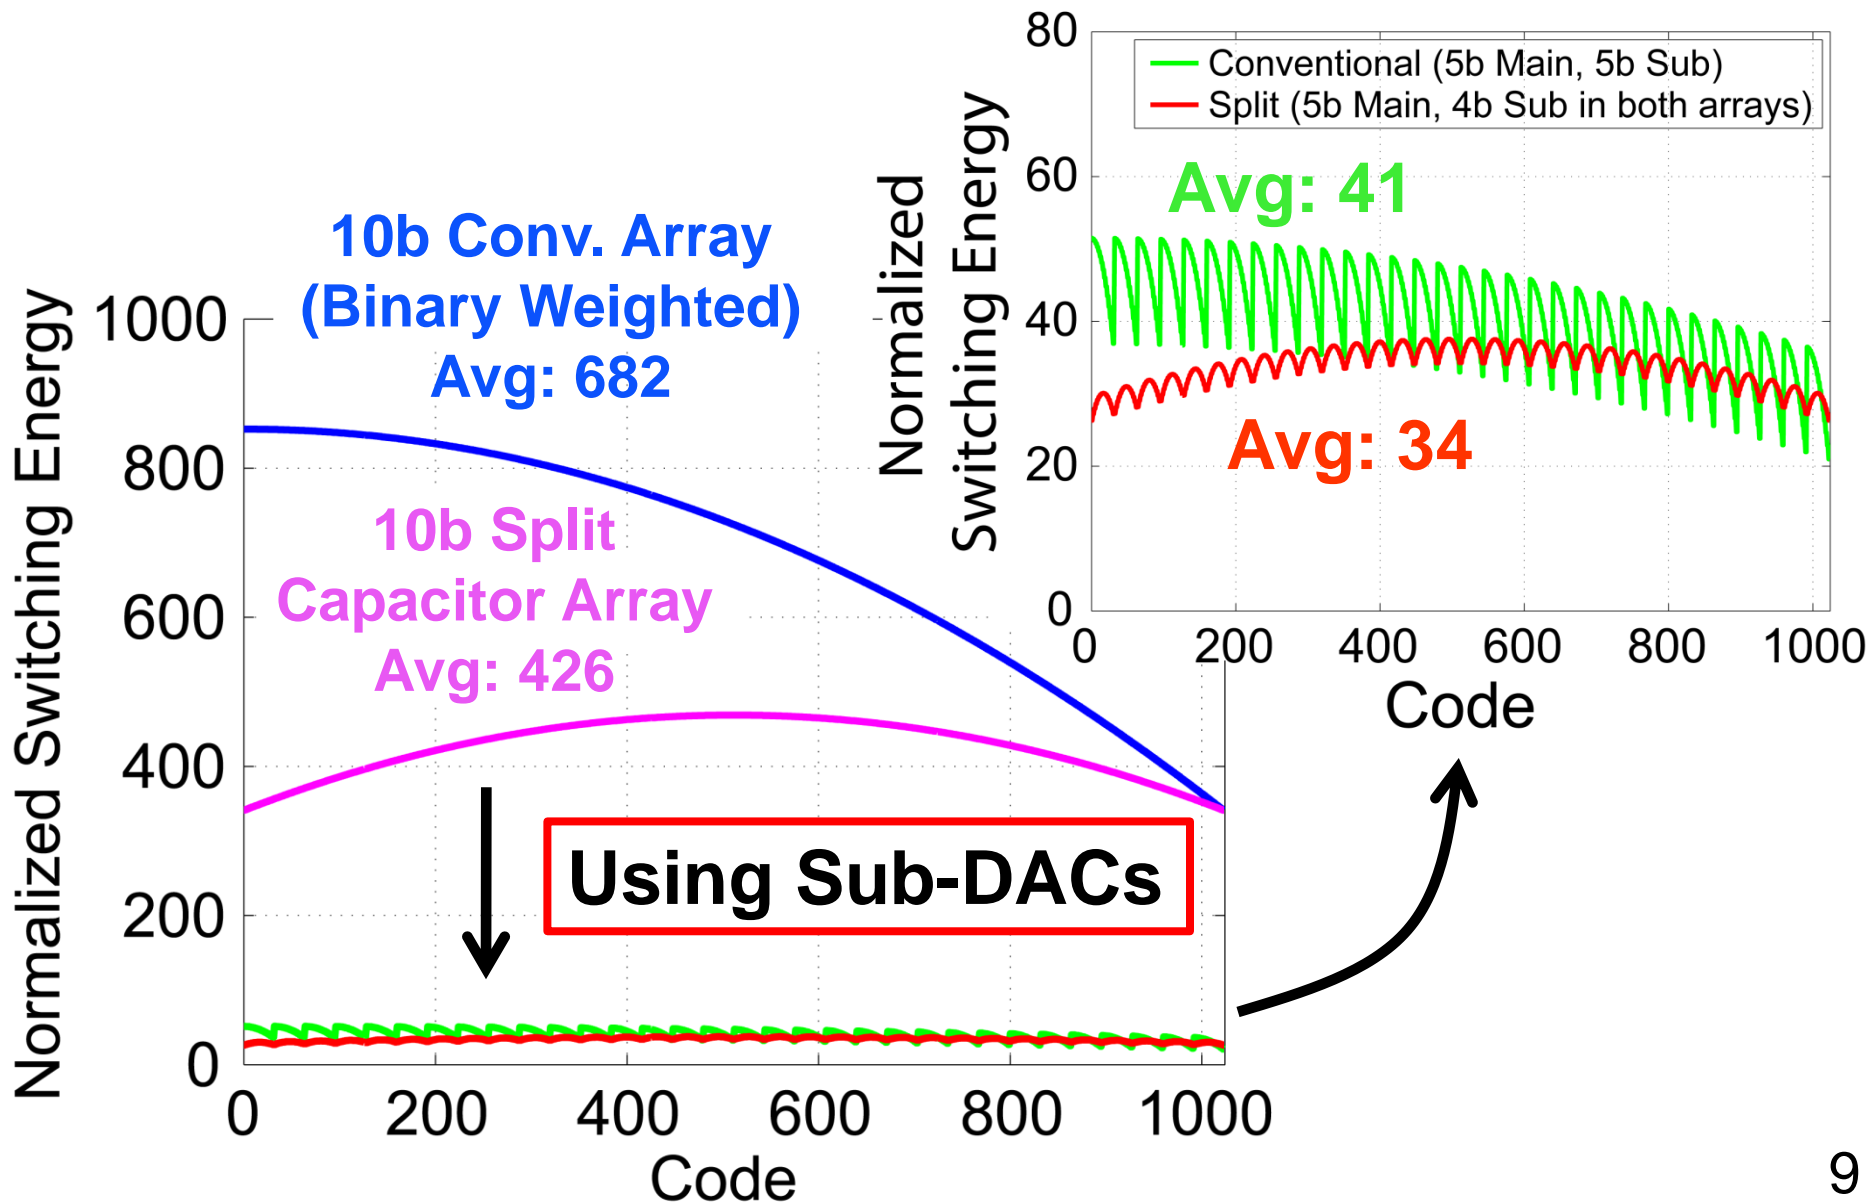 Normalized Switching Energy
1000
800
600
400
200
0
0 200 400 600 800 1000
Code
10b Conv. Array
(Binary Weighted)
Avg: 682
10b Split
Capacitor Array
Avg: 426
Using Sub-DACs
Normalized
Switching Energy
80
60
40
20
0
0 200 400 600 800 1000
Code
Conventional (5b Main, 5b Sub)
Split (5b Main, 4b Sub in both arrays)
Avg: 41
Avg: 34
9